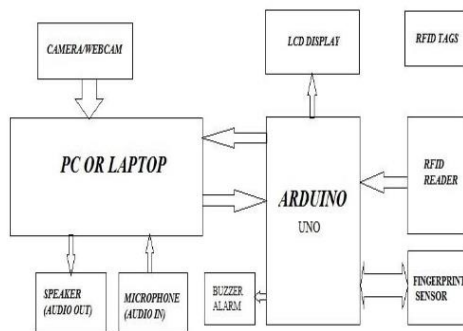 CAMERA/WEBCAM
LCD DISPLAY
RFID TAGS
PC OR LAPTOP
ARDUINO
UNO
RFID
READER
SPEAKER
(AUDIO OUT)
MICROPHONE
(AUDIO IN)
BUZZER
ALARM
FINGERPRINT
SENSOR